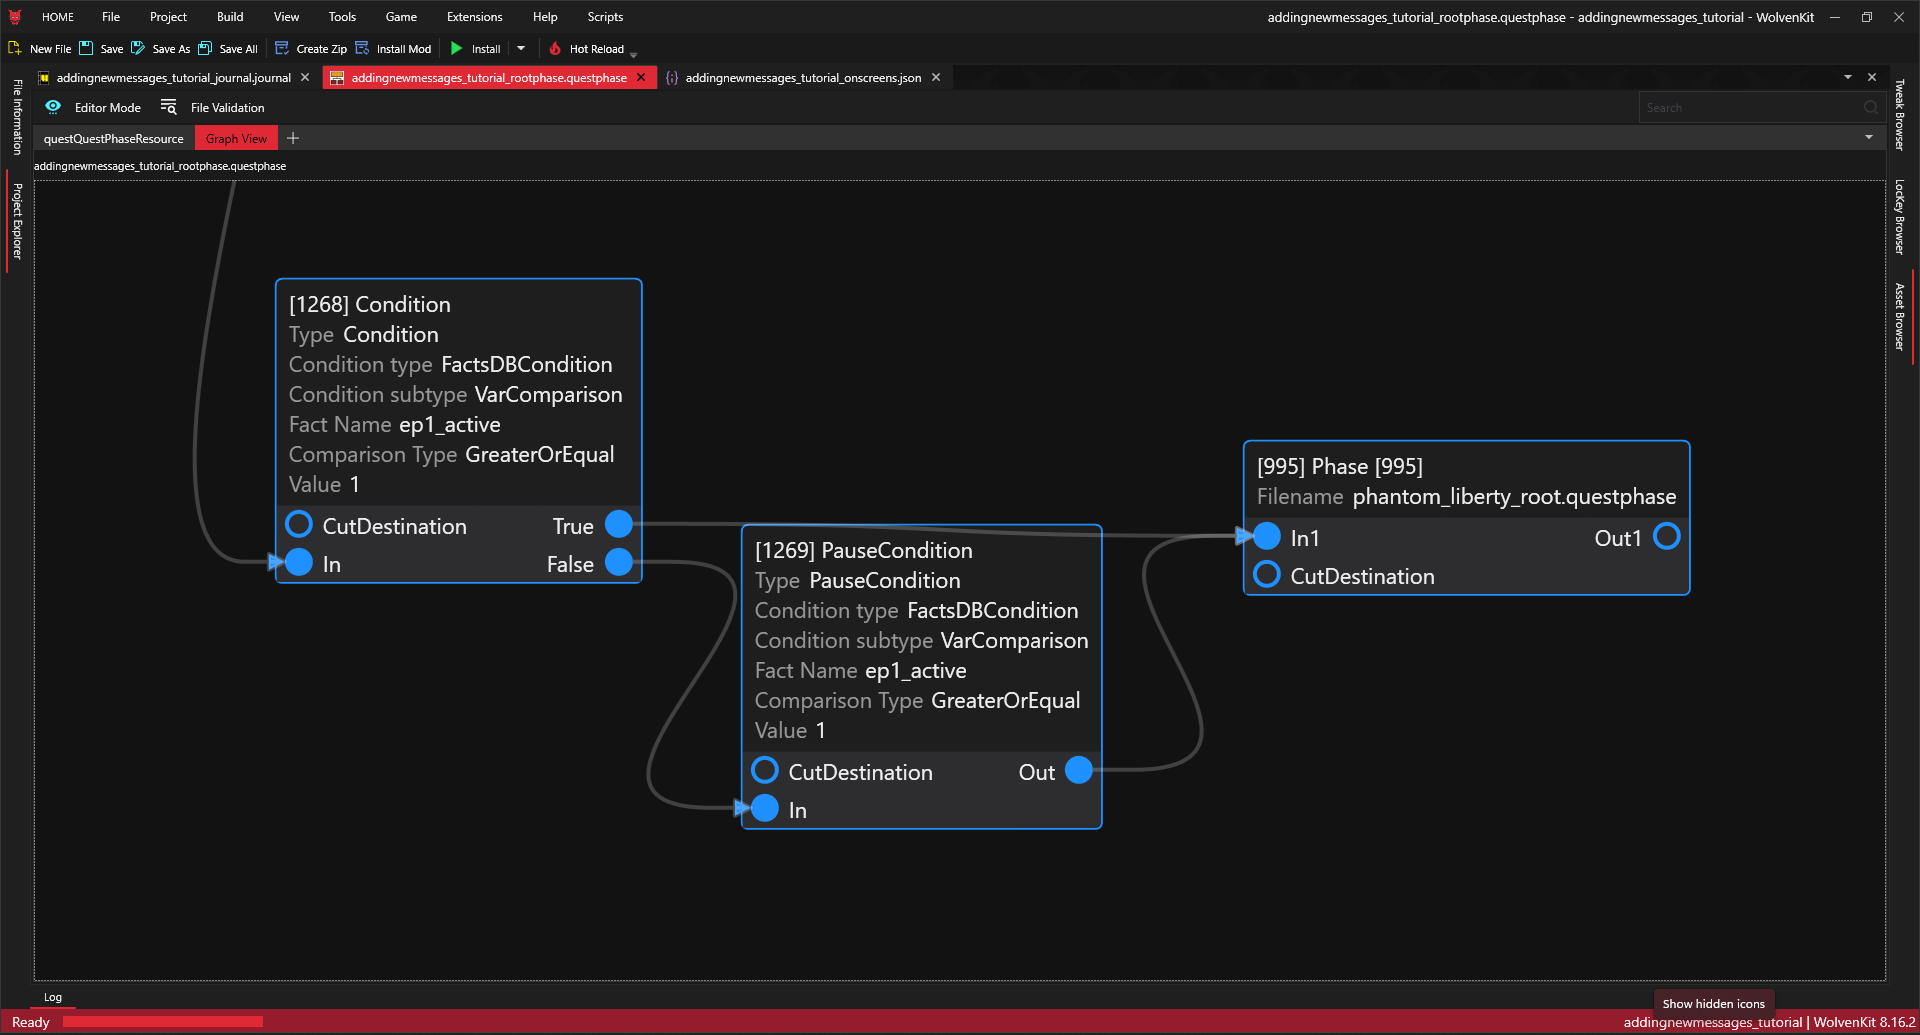 HOME File Project Build View Tools Game Extensions Help Scripts
addingnewmessages_tutorial_rootphase.questphase - addingnewmessages_tutorial - WolvenKit
New File Save Save As Save All Create Zip Install Mod Install Hot Reload
addingnewmessages_tutorial_journal.journal addingnewmessages_tutorial_rootphase.questphase addingnewmessages_tutorial_onscreens.json
Editor Mode File Validation
Search
questQuestPhaseResource Graph View
addingnewmessages_tutorial_rootphase.questphase
File Information
Project Explorer
Tweak Browser
LocKey Browser
Asset Browser
[1268] Condition
Type Condition
Condition type FactsDBCondition
Condition subtype VarComparison
Fact Name ep1_active
Comparison Type GreaterOrEqual
Value 1
CutDestination True
In False
[1269] PauseCondition
Type PauseCondition
Condition type FactsDBCondition
Condition subtype VarComparison
Fact Name ep1_active
Comparison Type GreaterOrEqual
Value 1
CutDestination Out
In
[995] Phase [995]
Filename phantom_liberty_root.questphase
In1 Out1
CutDestination
Log
Show hidden icons
Ready
addingnewmessages_tutorial | WolvenKit 8.16.2